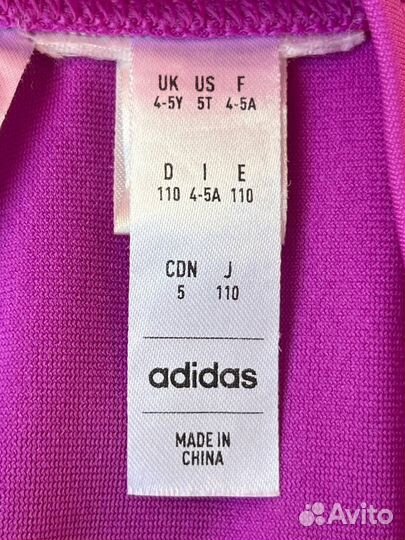 UK US F
4-5Y 5T 4-5A
D I E
110 4-5A 110
CDN J
5 110
adidas
MADE IN
CHINA
Avito